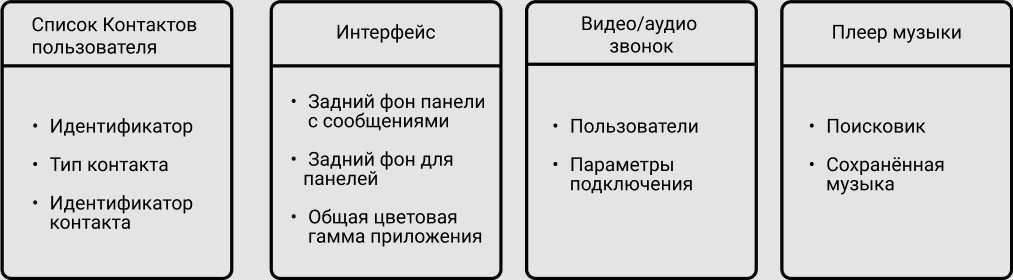 Список Контактов
пользователя
• Идентификатор
• Тип контакта
• Идентификатор
контакта
Интерфейс
• Задний фон панели
с сообщениями
• Задний фон для
панелей
• Общая цветовая
гамма приложения
Видео/аудио
звонок
• Пользователи
• Параметры
подключения
Плеер музыки
• Поисковик
• Сохранённая
музыка